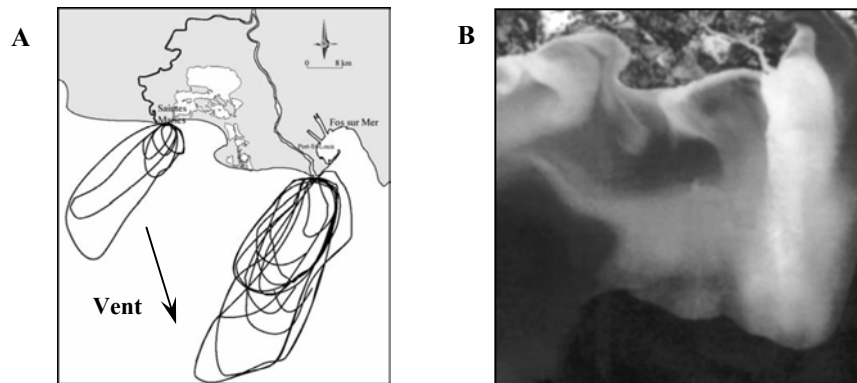 A
B
0 8 km
Saintes
Maries
Fos sur Mer
Port-St Louis
Vent